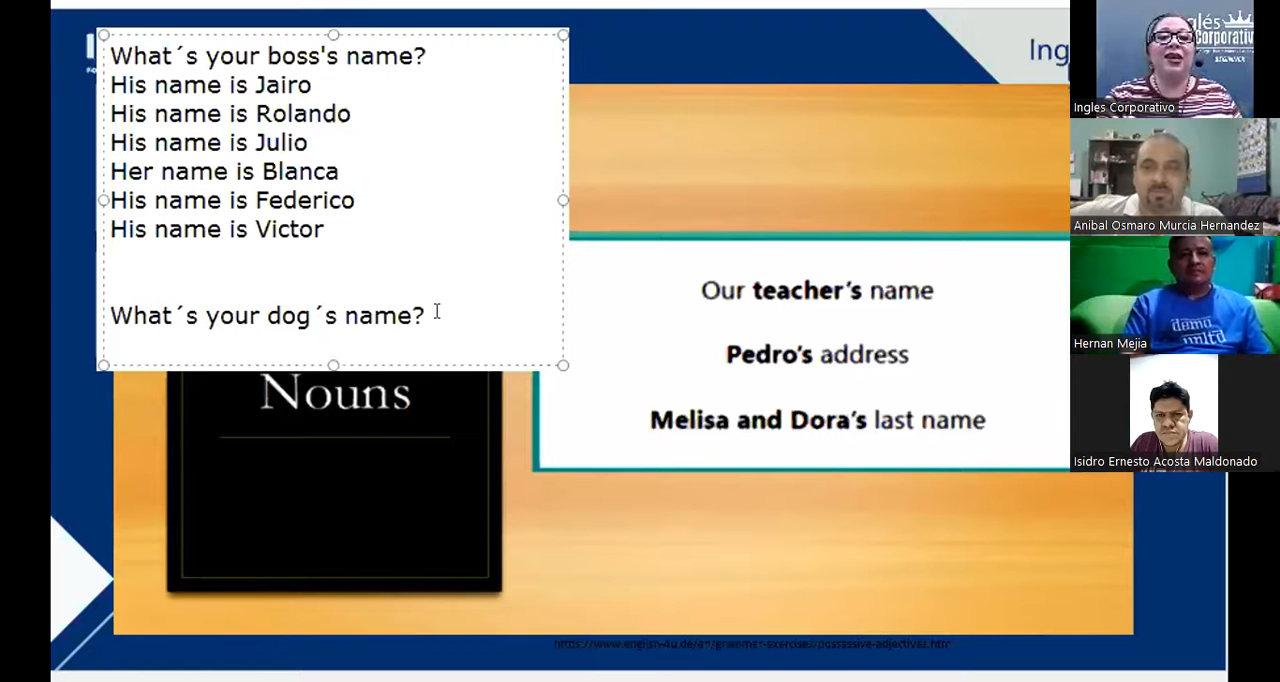 What´s your boss's name?
His name is Jairo
His name is Rolando
His name is Julio
Her name is Blanca
His name is Federico
His name is Victor
What´s your dog´s name?
Nouns
Our teacher’s name
Pedro’s address
Melisa and Dora’s last name
Ing
glés
Corporativo
Ingles Corporativo
Anibal Osmaro Murcia Hernandez
Hernan Mejia
Isidro Ernesto Acosta Maldonado